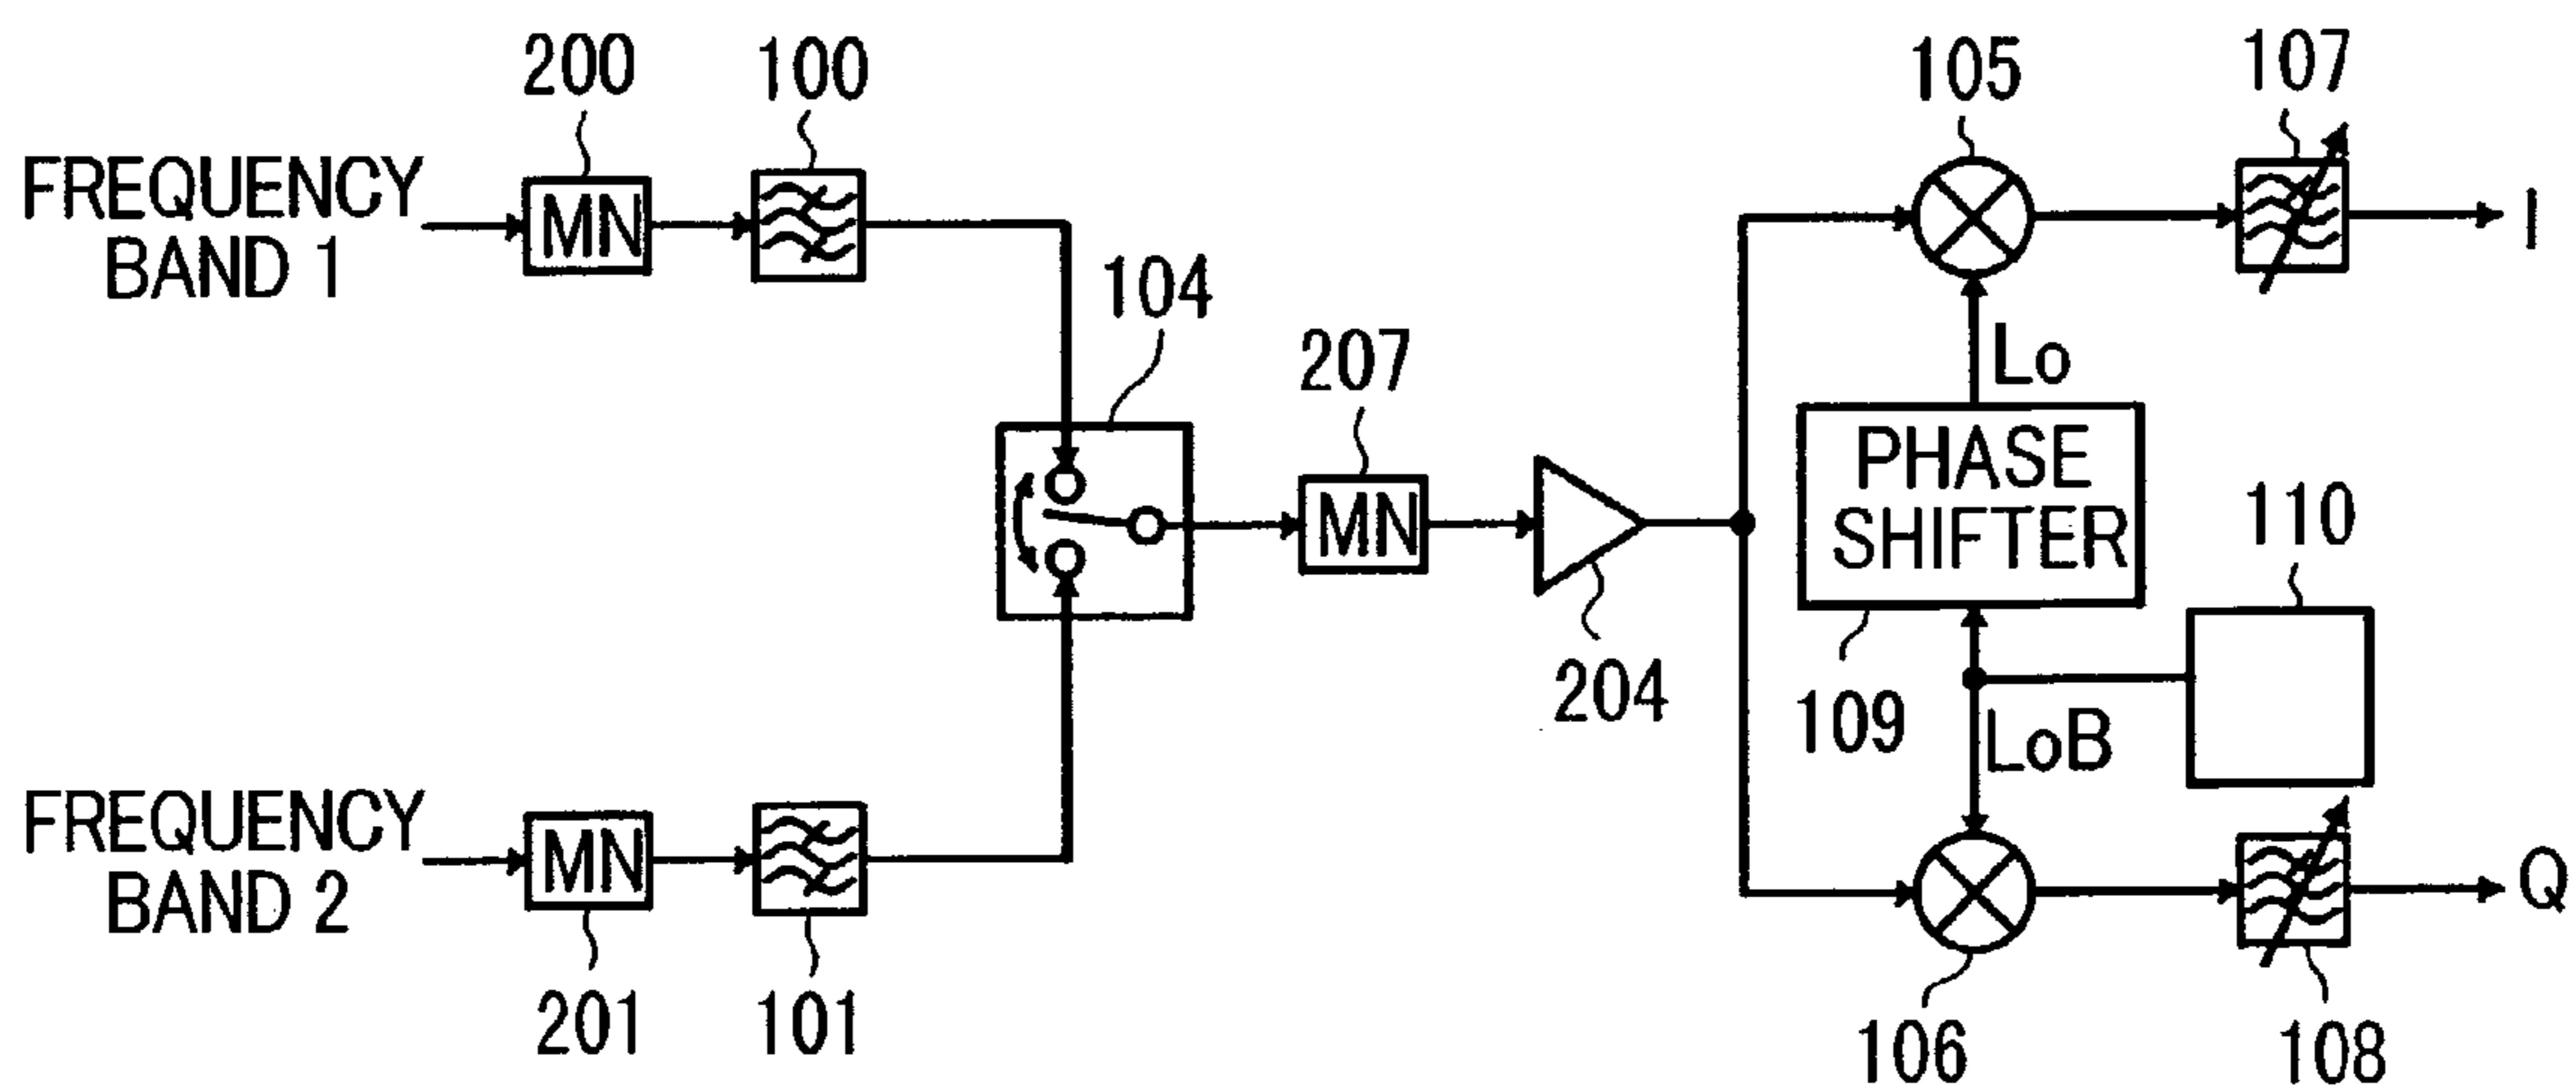 200
100
105
107
FREQUENCY
BAND 1
MN
I
104
207
Lo
PHASE
SHIFTER
MN
110
204
109
LoB
FREQUENCY
BAND 2
MN
Q
201
101
106
108